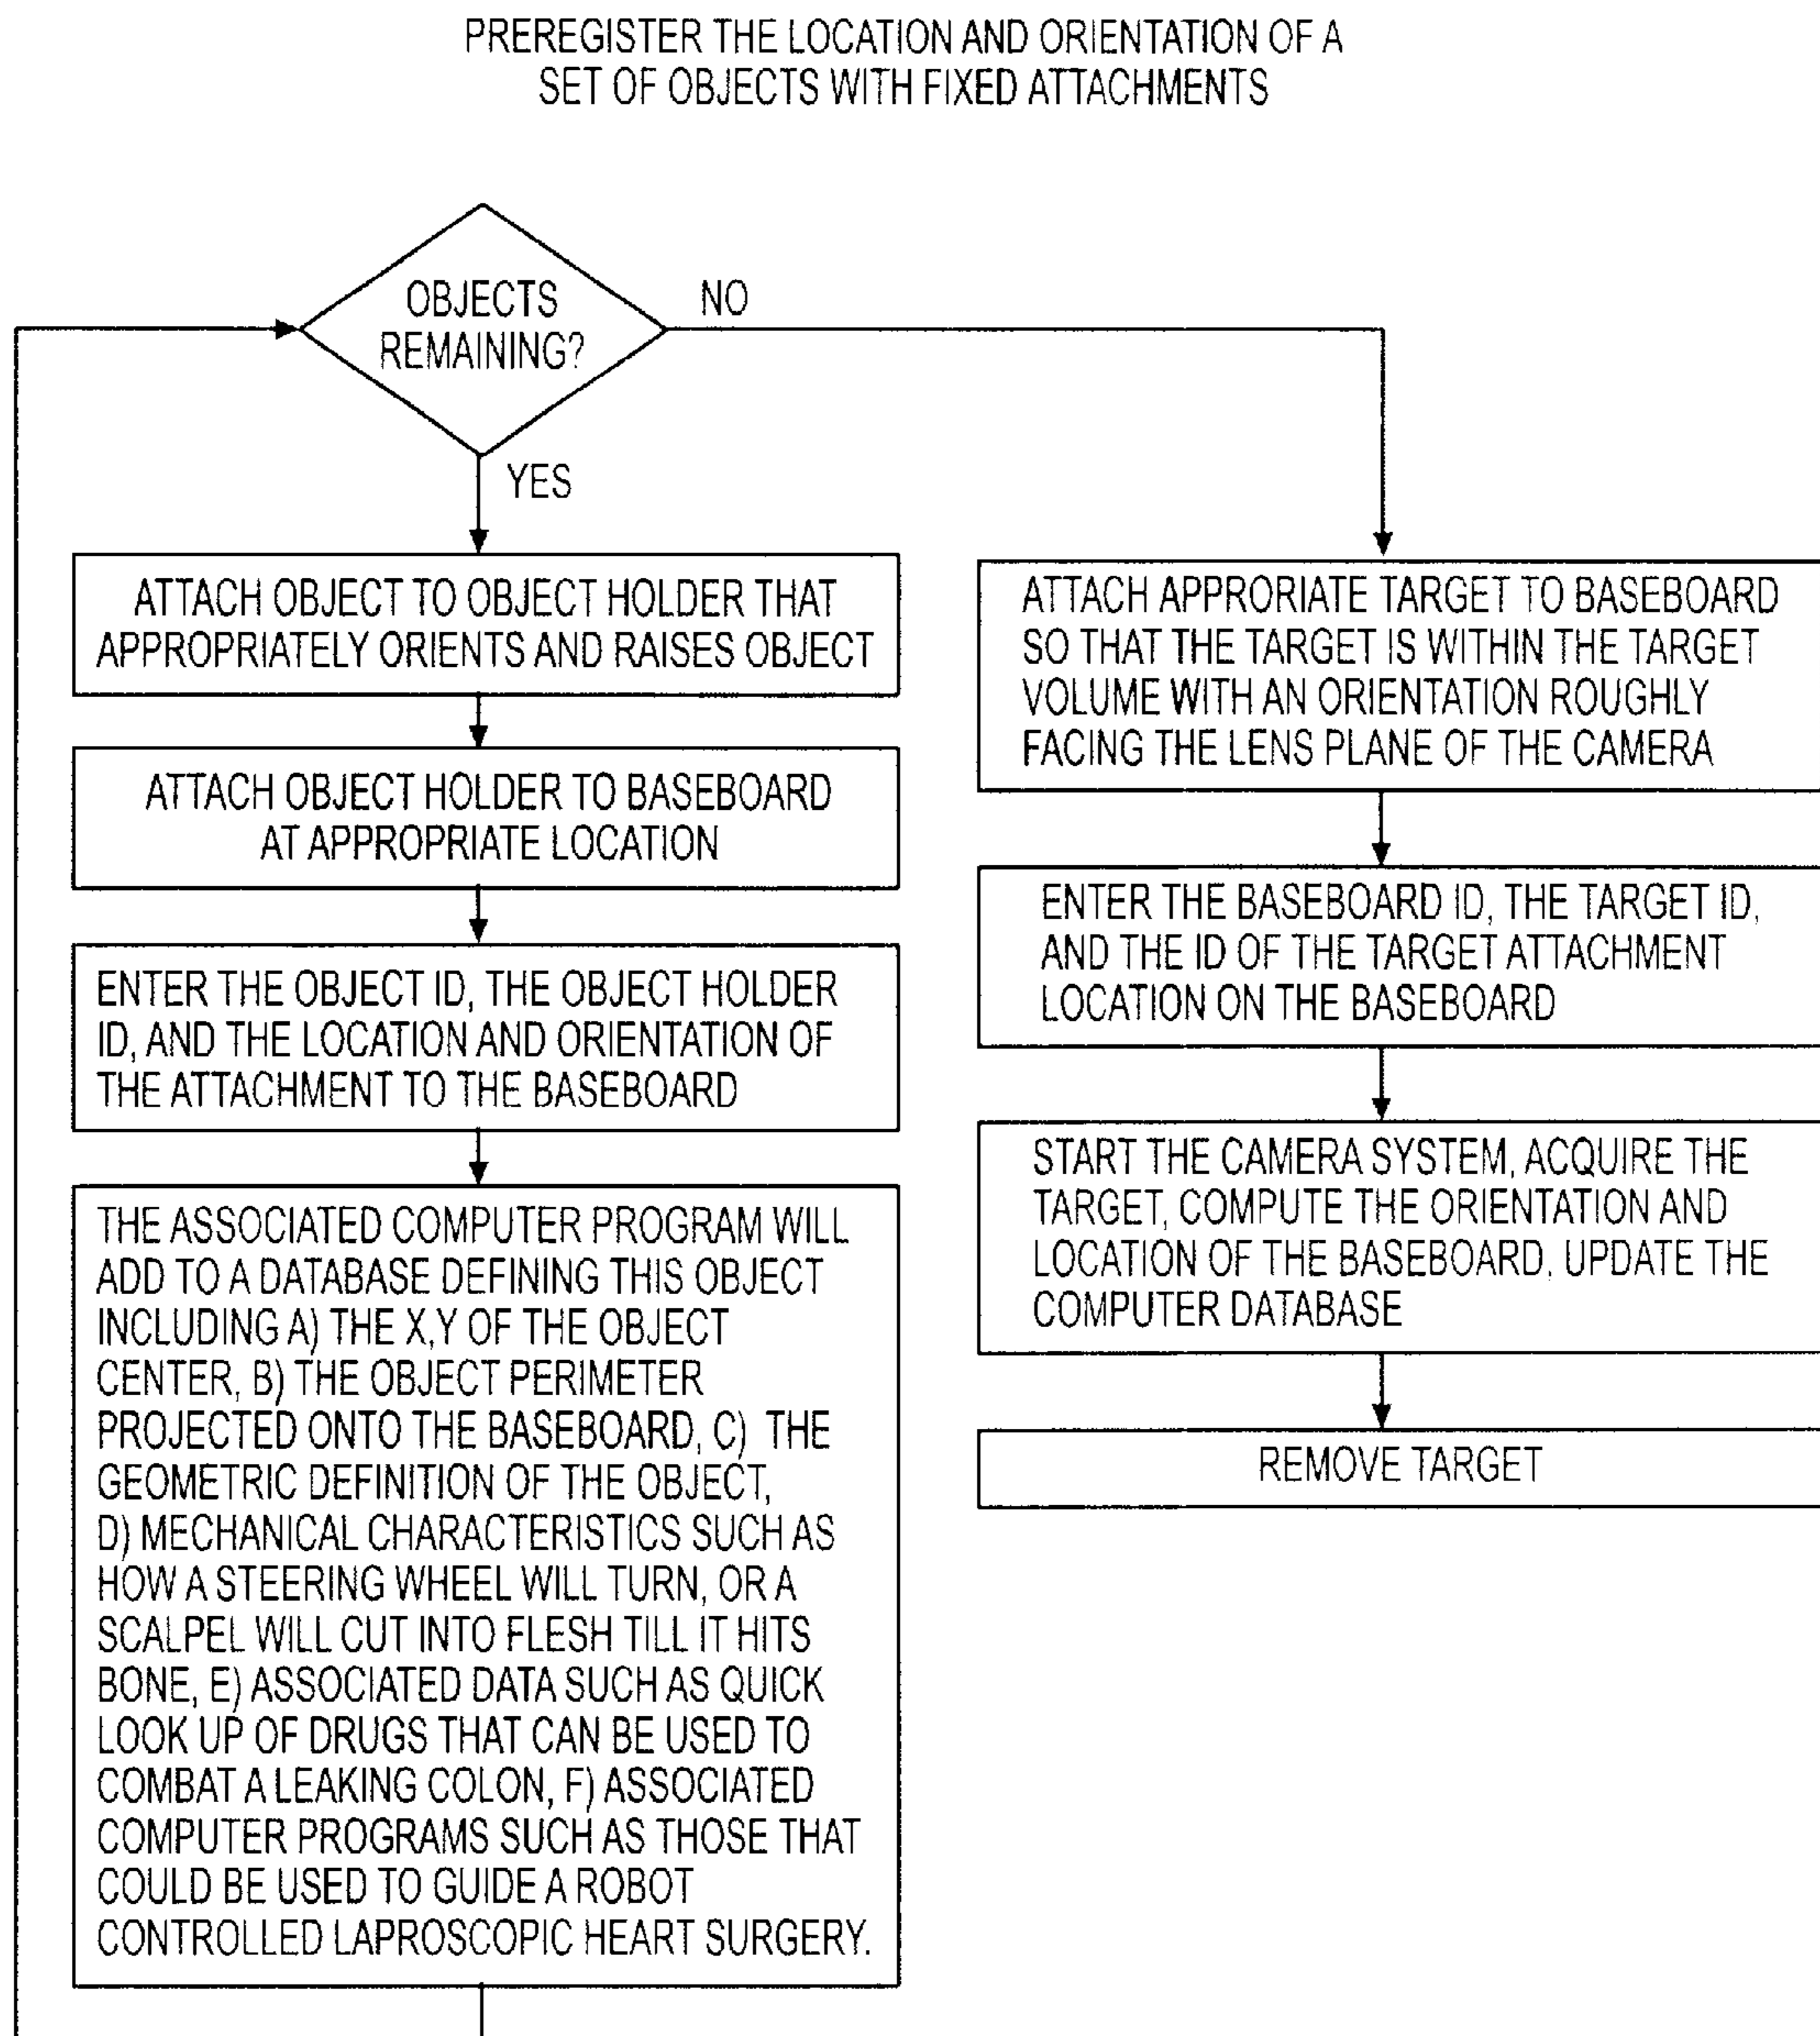 PREREGISTER THE LOCATION AND ORIENTATION OF A
SET OF OBJECTS WITH FIXED ATTACHMENTS
OBJECTS
REMAINING?
NO
YES
ATTACH OBJECT TO OBJECT HOLDER THAT
APPROPRIATELY ORIENTS AND RAISES OBJECT
ATTACH OBJECT HOLDER TO BASEBOARD
AT APPROPRIATE LOCATION
ENTER THE OBJECT ID, THE OBJECT HOLDER
ID, AND THE LOCATION AND ORIENTATION OF
THE ATTACHMENT TO THE BASEBOARD
THE ASSOCIATED COMPUTER PROGRAM WILL
ADD TO A DATABASE DEFINING THIS OBJECT
INCLUDING A) THE X,Y OF THE OBJECT
CENTER, B) THE OBJECT PERIMETER
PROJECTED ONTO THE BASEBOARD, C) THE
GEOMETRIC DEFINITION OF THE OBJECT,
D) MECHANICAL CHARACTERISTICS SUCH AS
HOW A STEERING WHEEL WILL TURN, OR A
SCALPEL WILL CUT INTO FLESH TILL IT HITS
BONE, E) ASSOCIATED DATA SUCH AS QUICK
LOOK UP OF DRUGS THAT CAN BE USED TO
COMBAT A LEAKING COLON, F) ASSOCIATED
COMPUTER PROGRAMS SUCH AS THOSE THAT
COULD BE USED TO GUIDE A ROBOT
CONTROLLED LAPROSCOPIC HEART SURGERY.
ATTACH APPRORIATE TARGET TO BASEBOARD
SO THAT THE TARGET IS WITHIN THE TARGET
VOLUME WITH AN ORIENTATION ROUGHLY
FACING THE LENS PLANE OF THE CAMERA
ENTER THE BASEBOARD ID, THE TARGET ID,
AND THE ID OF THE TARGET ATTACHMENT
LOCATION ON THE BASEBOARD
START THE CAMERA SYSTEM, ACQUIRE THE
TARGET, COMPUTE THE ORIENTATION AND
LOCATION OF THE BASEBOARD, UPDATE THE
COMPUTER DATABASE
REMOVE TARGET